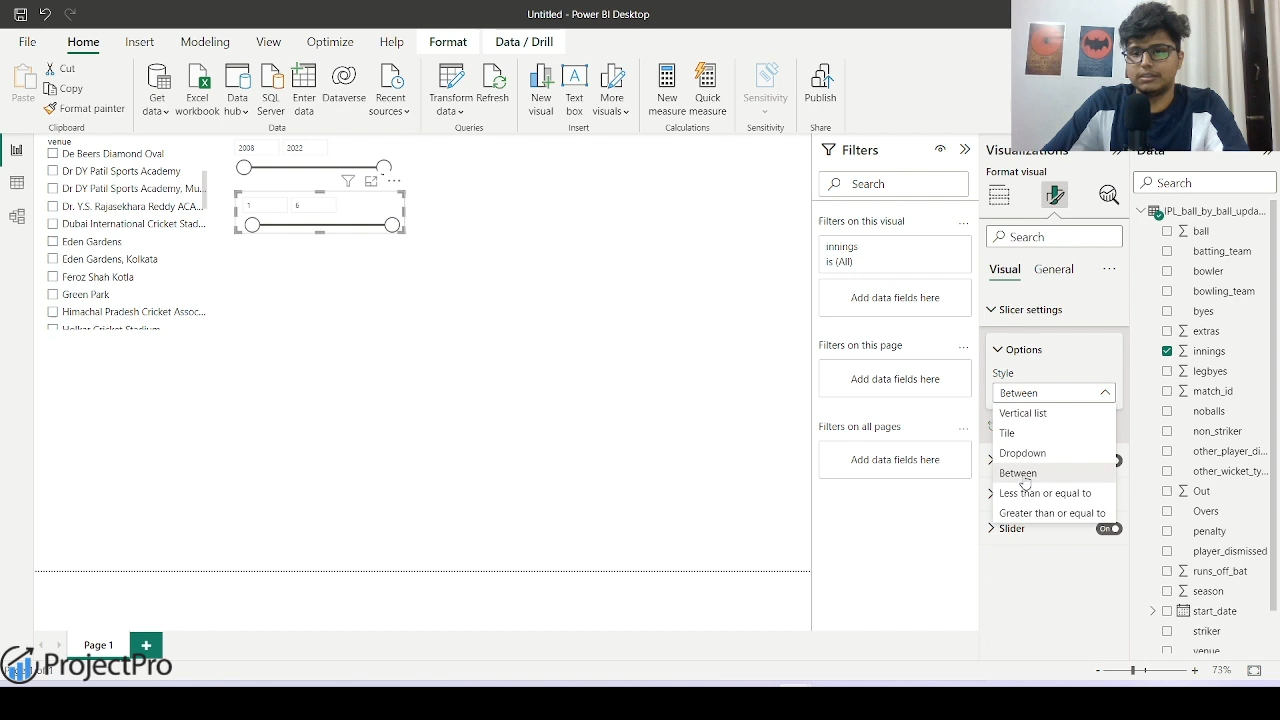 Untitled - Power BI Desktop
File Home Insert Modeling View Optimize Help Format Data / Drill
Paste
Cut
Copy
Format painter
Get data
Excel workbook
Data hub
SQL Server
Enter data
Dataverse
Recent sources
Transform data
Refresh
New visual
Text box
More visuals
New measure
Quick measure
Sensitivity
Publish
Clipboard Data Queries Insert Calculations Sensitivity Share
venue
De Beers Diamond Oval
Dr DY Patil Sports Academy
Dr DY Patil Sports Academy, Mu...
Dr. Y.S. Rajasekhara Reddy ACA...
Dubai International Cricket Stad...
Eden Gardens
Eden Gardens, Kolkata
Feroz Shah Kotla
Green Park
Himachal Pradesh Cricket Assoc...
Holkar Cricket Stadium
2008 2022
1 6
Filters
Search
Filters on this visual
innings
is (All)
Add data fields here
Filters on this page
Add data fields here
Filters on all pages
Add data fields here
Visualizations
Format visual
Search
Visual General
Slicer settings
Options
Style
Between
Vertical list
Tile
Dropdown
Between
Less than or equal to
Greater than or equal to
Slider On
Data
Search
IPL_ball_by_ball_upda...
ball
batting_team
bowler
bowling_team
byes
extras
innings
legbyes
match_id
noballs
non_striker
other_player_di...
other_wicket_ty...
Out
Overs
penalty
player_dismissed
runs_off_bat
season
start_date
striker
venue
Page 1
ProjectPro
73%